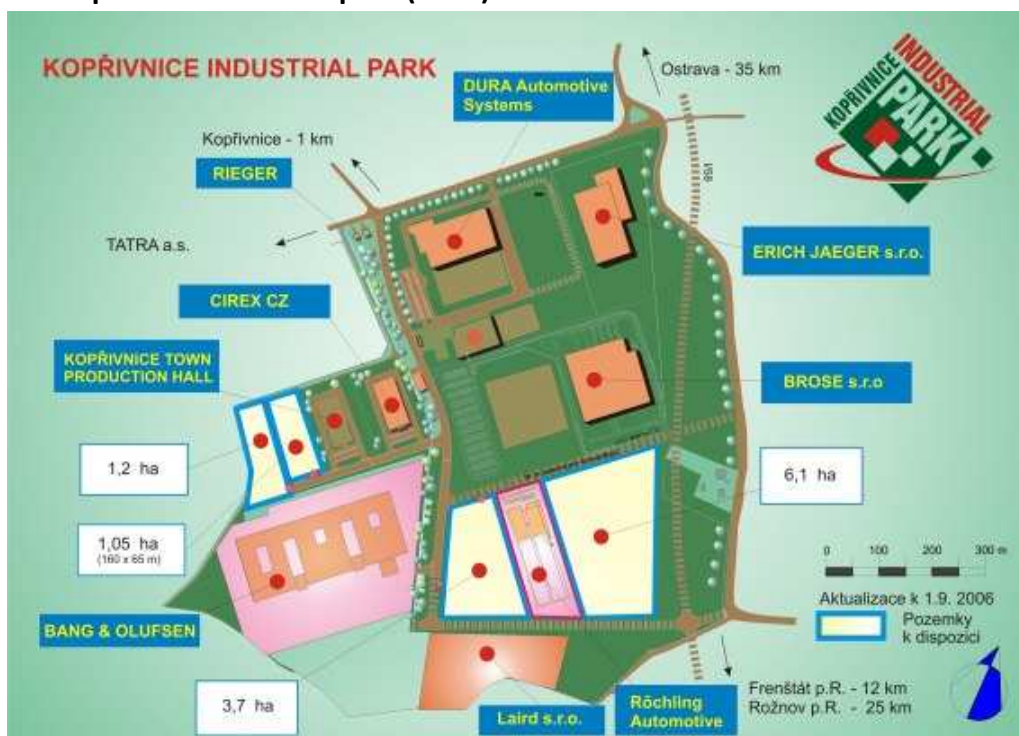 KOPŘIVNICE INDUSTRIAL PARK
DURA Automotive
Systems
Ostrava - 35 km
KOPŘIVNICE
INDUSTRIAL
PARK
Kopřivnice - 1 km
RIEGER
I/58
TATRA a.s.
ERICH JAEGER s.r.o.
CIREX CZ
KOPŘIVNICE TOWN
PRODUCTION HALL
BROSE s.r.o
1,2 ha
6,1 ha
1,05 ha
(160 x 65 m)
0 100 200 300 m
Aktualizace k 1.9. 2006
Pozemky
k dispozici
BANG & OLUFSEN
3,7 ha
Laird s.r.o.
Röchling
Automotive
Frenštát p.R. - 12 km
Rožnov p.R. - 25 km